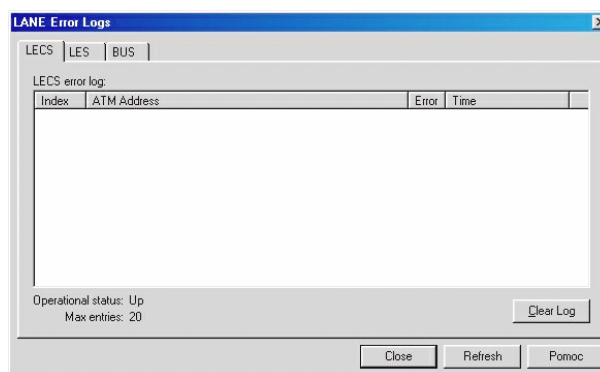 LANE Error Logs
LECS LES BUS
LECS error log:
Index ATM Address Error Time
Operational status: Up
Max entries: 20
Clear Log
Close Refresh Pomoc